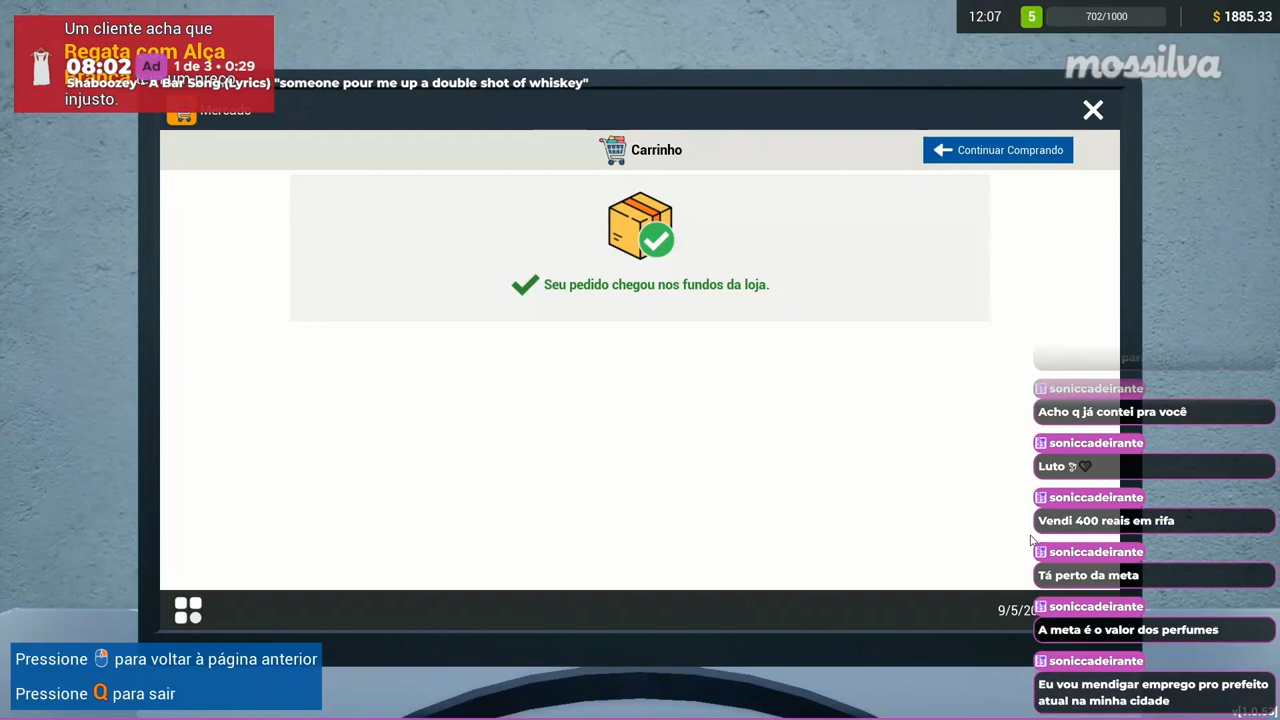 12:07
5
702/1000
$ 1885.33
Um cliente acha que
Regata com Alça
08:02 Ad 1 de 3 • 0:29
Shaboozey - A Bar Song (Lyrics) "someone pour me up a double shot of whiskey"
injusto.
mossilva
Mercado
Carrinho
Continuar Comprando
Seu pedido chegou nos fundos da loja.
soniccadeirante
Acho q já contei pra você
soniccadeirante
Luto 🕊🖤
soniccadeirante
Vendi 400 reais em rifa
soniccadeirante
Tá perto da meta
soniccadeirante
A meta é o valor dos perfumes
soniccadeirante
Eu vou mendigar emprego pro prefeito
atual na minha cidade
9/5/20
Pressione para voltar à página anterior
Pressione Q para sair